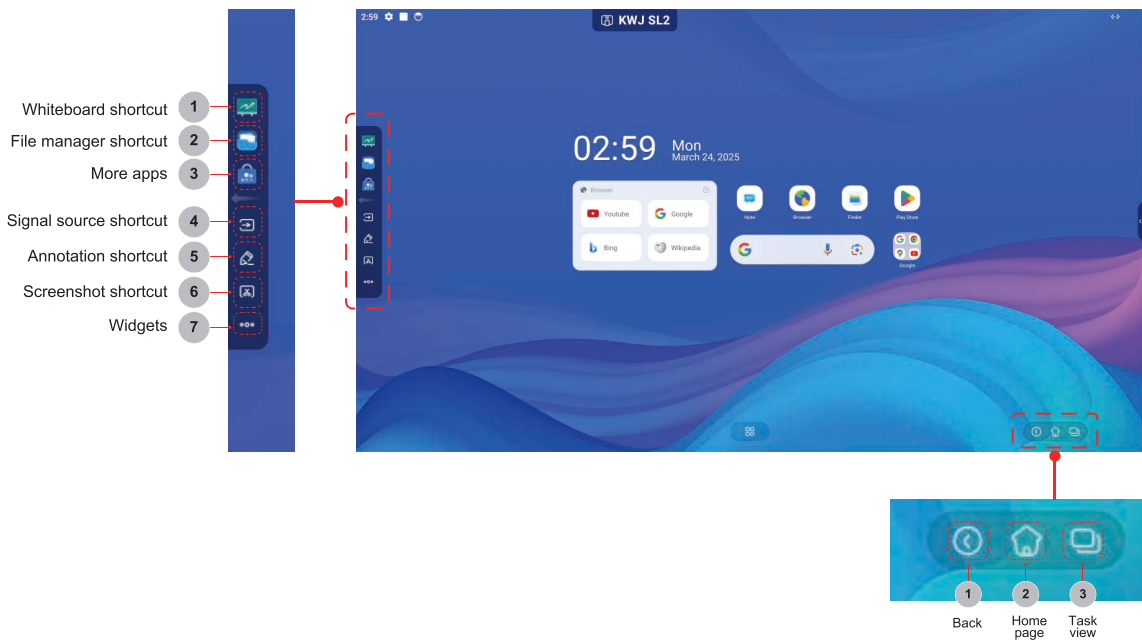 2:59
KWJ SL2
Whiteboard shortcut 1
File manager shortcut 2
More apps 3
Signal source shortcut 4
Annotation shortcut 5
Screenshot shortcut 6
Widgets 7
02:59 Mon
March 24, 2025
Browser
Youtube
Google
Bing
Wikipedia
Note
Browser
Finder
Play Store
Google
1 2 3
Back
Home
page
Task
view